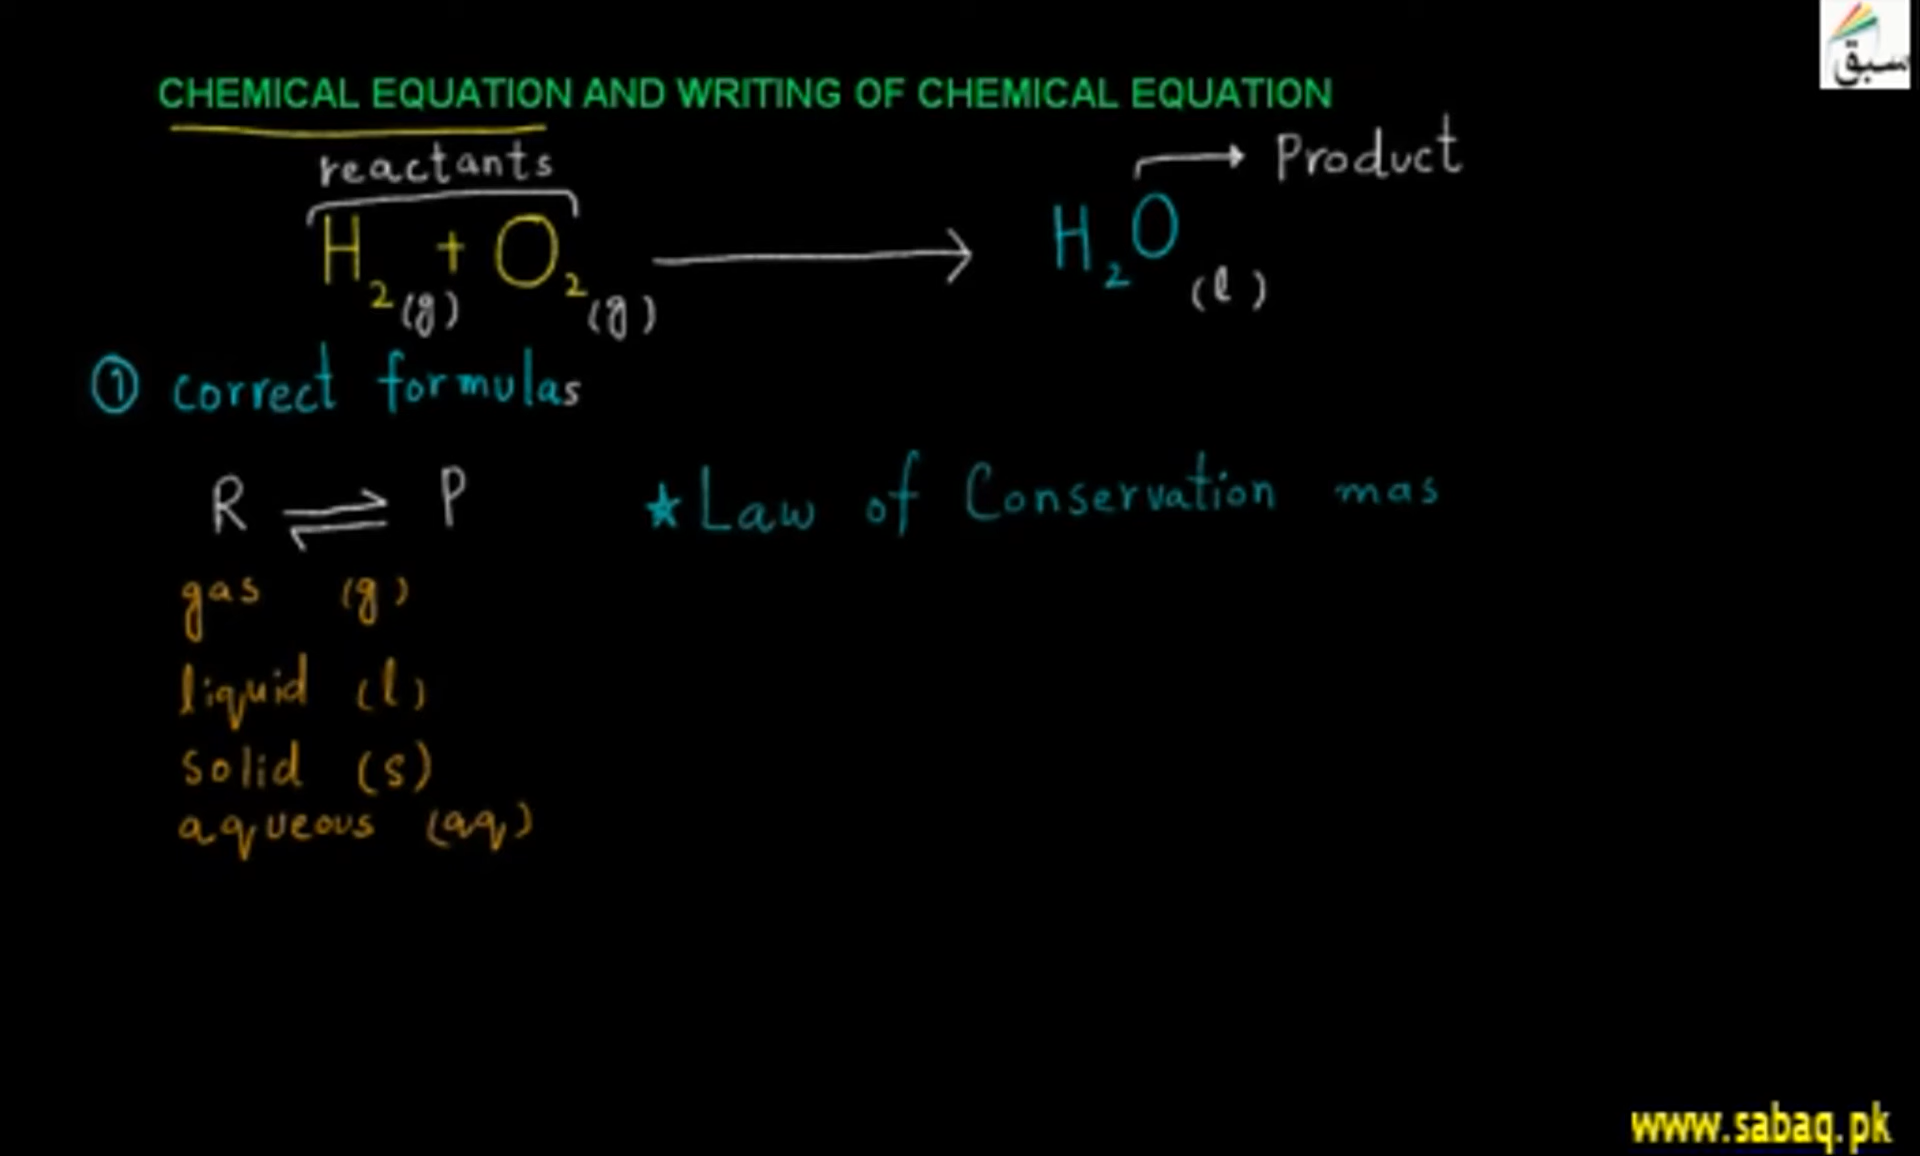 سبق
CHEMICAL EQUATION AND WRITING OF CHEMICAL EQUATION
reactants → Product
H₂(g) + O₂(g) ⟶ H₂O(l)
① correct formulas
R ⇌ P ★ Law of Conservation mas
gas (g)
liquid (l)
solid (s)
aqueous (aq)
www.sabaq.pk